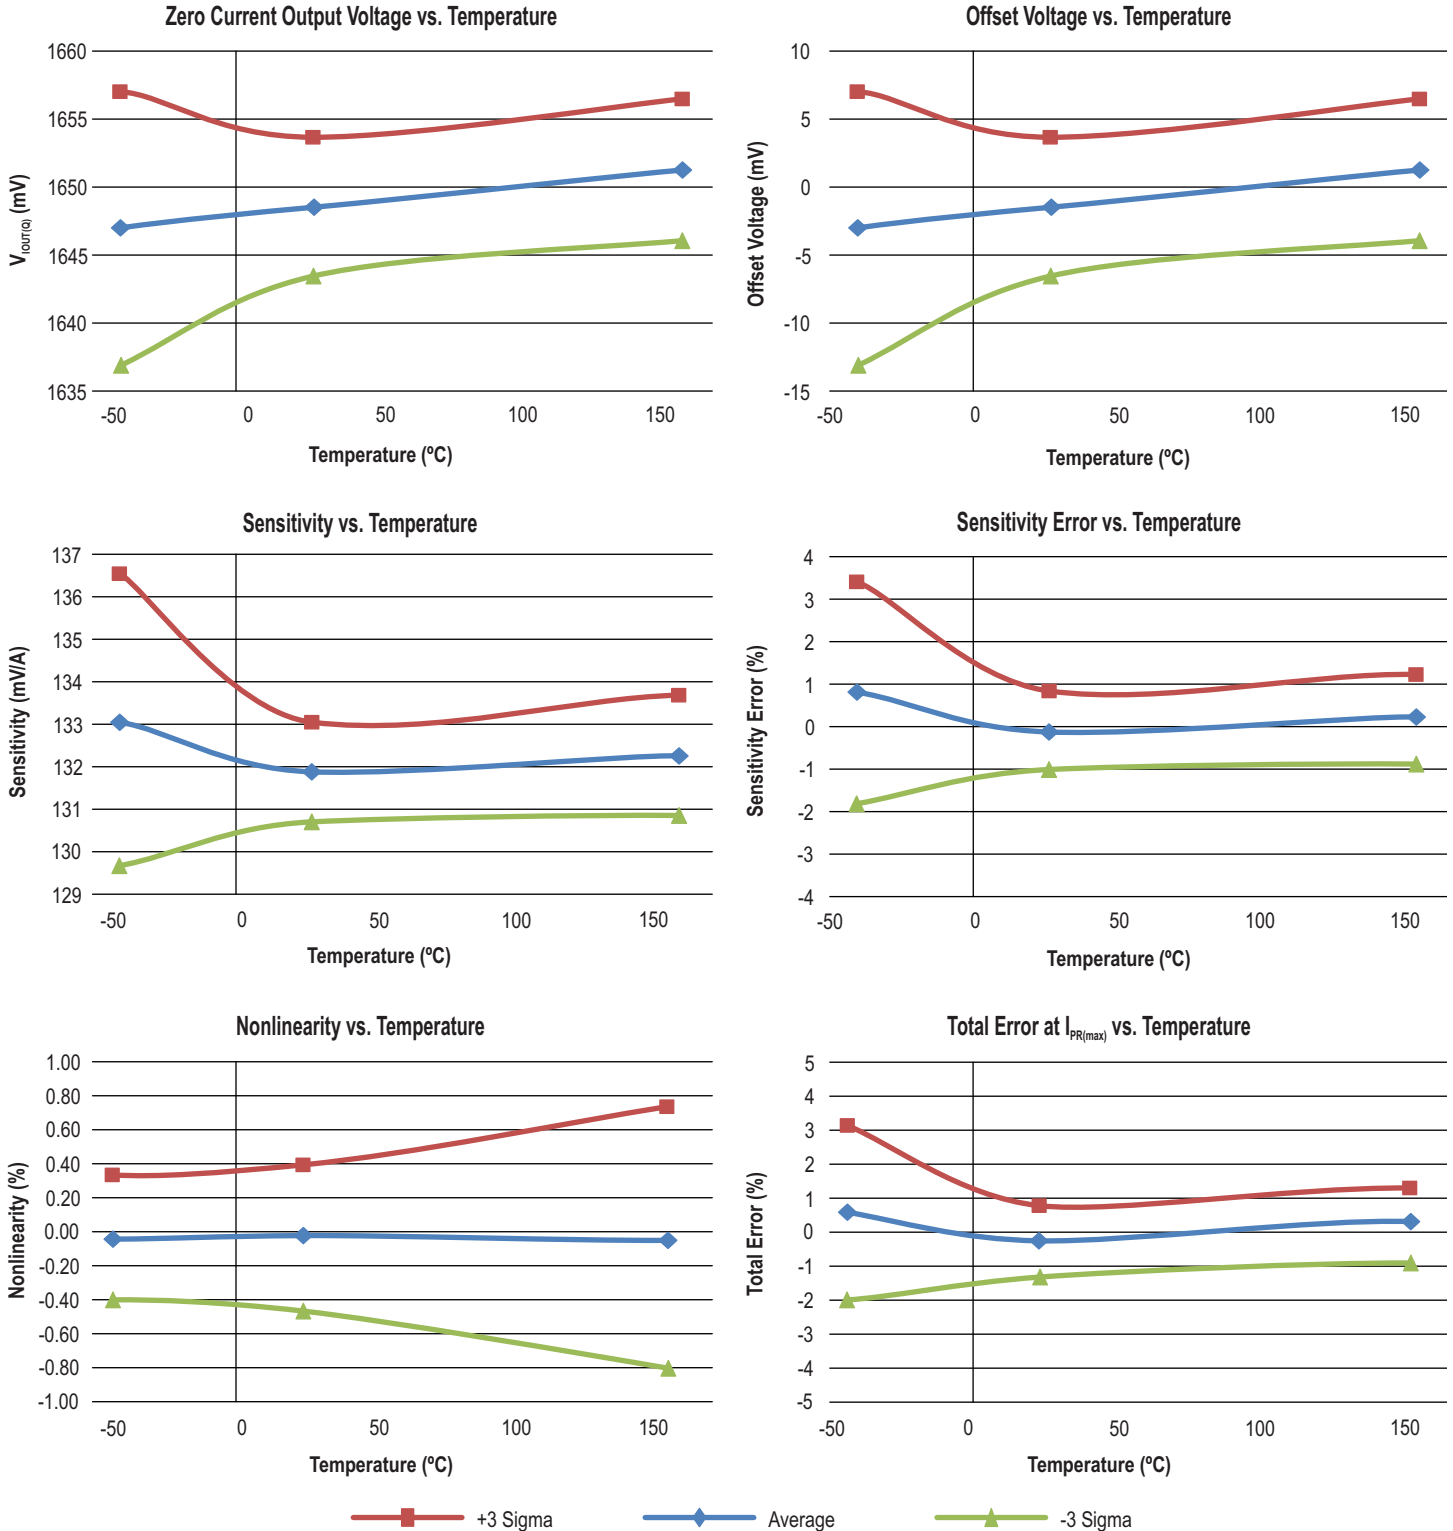 Zero Current Output Voltage vs. Temperature
1660
1655
1650
1645
1640
1635
V_IOUT(Q) (mV)
-50 0 50 100 150
Temperature (ºC)
Offset Voltage vs. Temperature
10
5
0
-5
-10
-15
Offset Voltage (mV)
-50 0 50 100 150
Temperature (ºC)
Sensitivity vs. Temperature
137
136
135
134
133
132
131
130
129
Sensitivity (mV/A)
-50 0 50 100 150
Temperature (ºC)
Sensitivity Error vs. Temperature
4
3
2
1
0
-1
-2
-3
-4
Sensitivity Error (%)
-50 0 50 100 150
Temperature (ºC)
Nonlinearity vs. Temperature
1.00
0.80
0.60
0.40
0.20
0.00
-0.20
-0.40
-0.60
-0.80
-1.00
Nonlinearity (%)
-50 0 50 100 150
Temperature (ºC)
Total Error at I_PR(max) vs. Temperature
5
4
3
2
1
0
-1
-2
-3
-4
-5
Total Error (%)
-50 0 50 100 150
Temperature (ºC)
+3 Sigma Average -3 Sigma